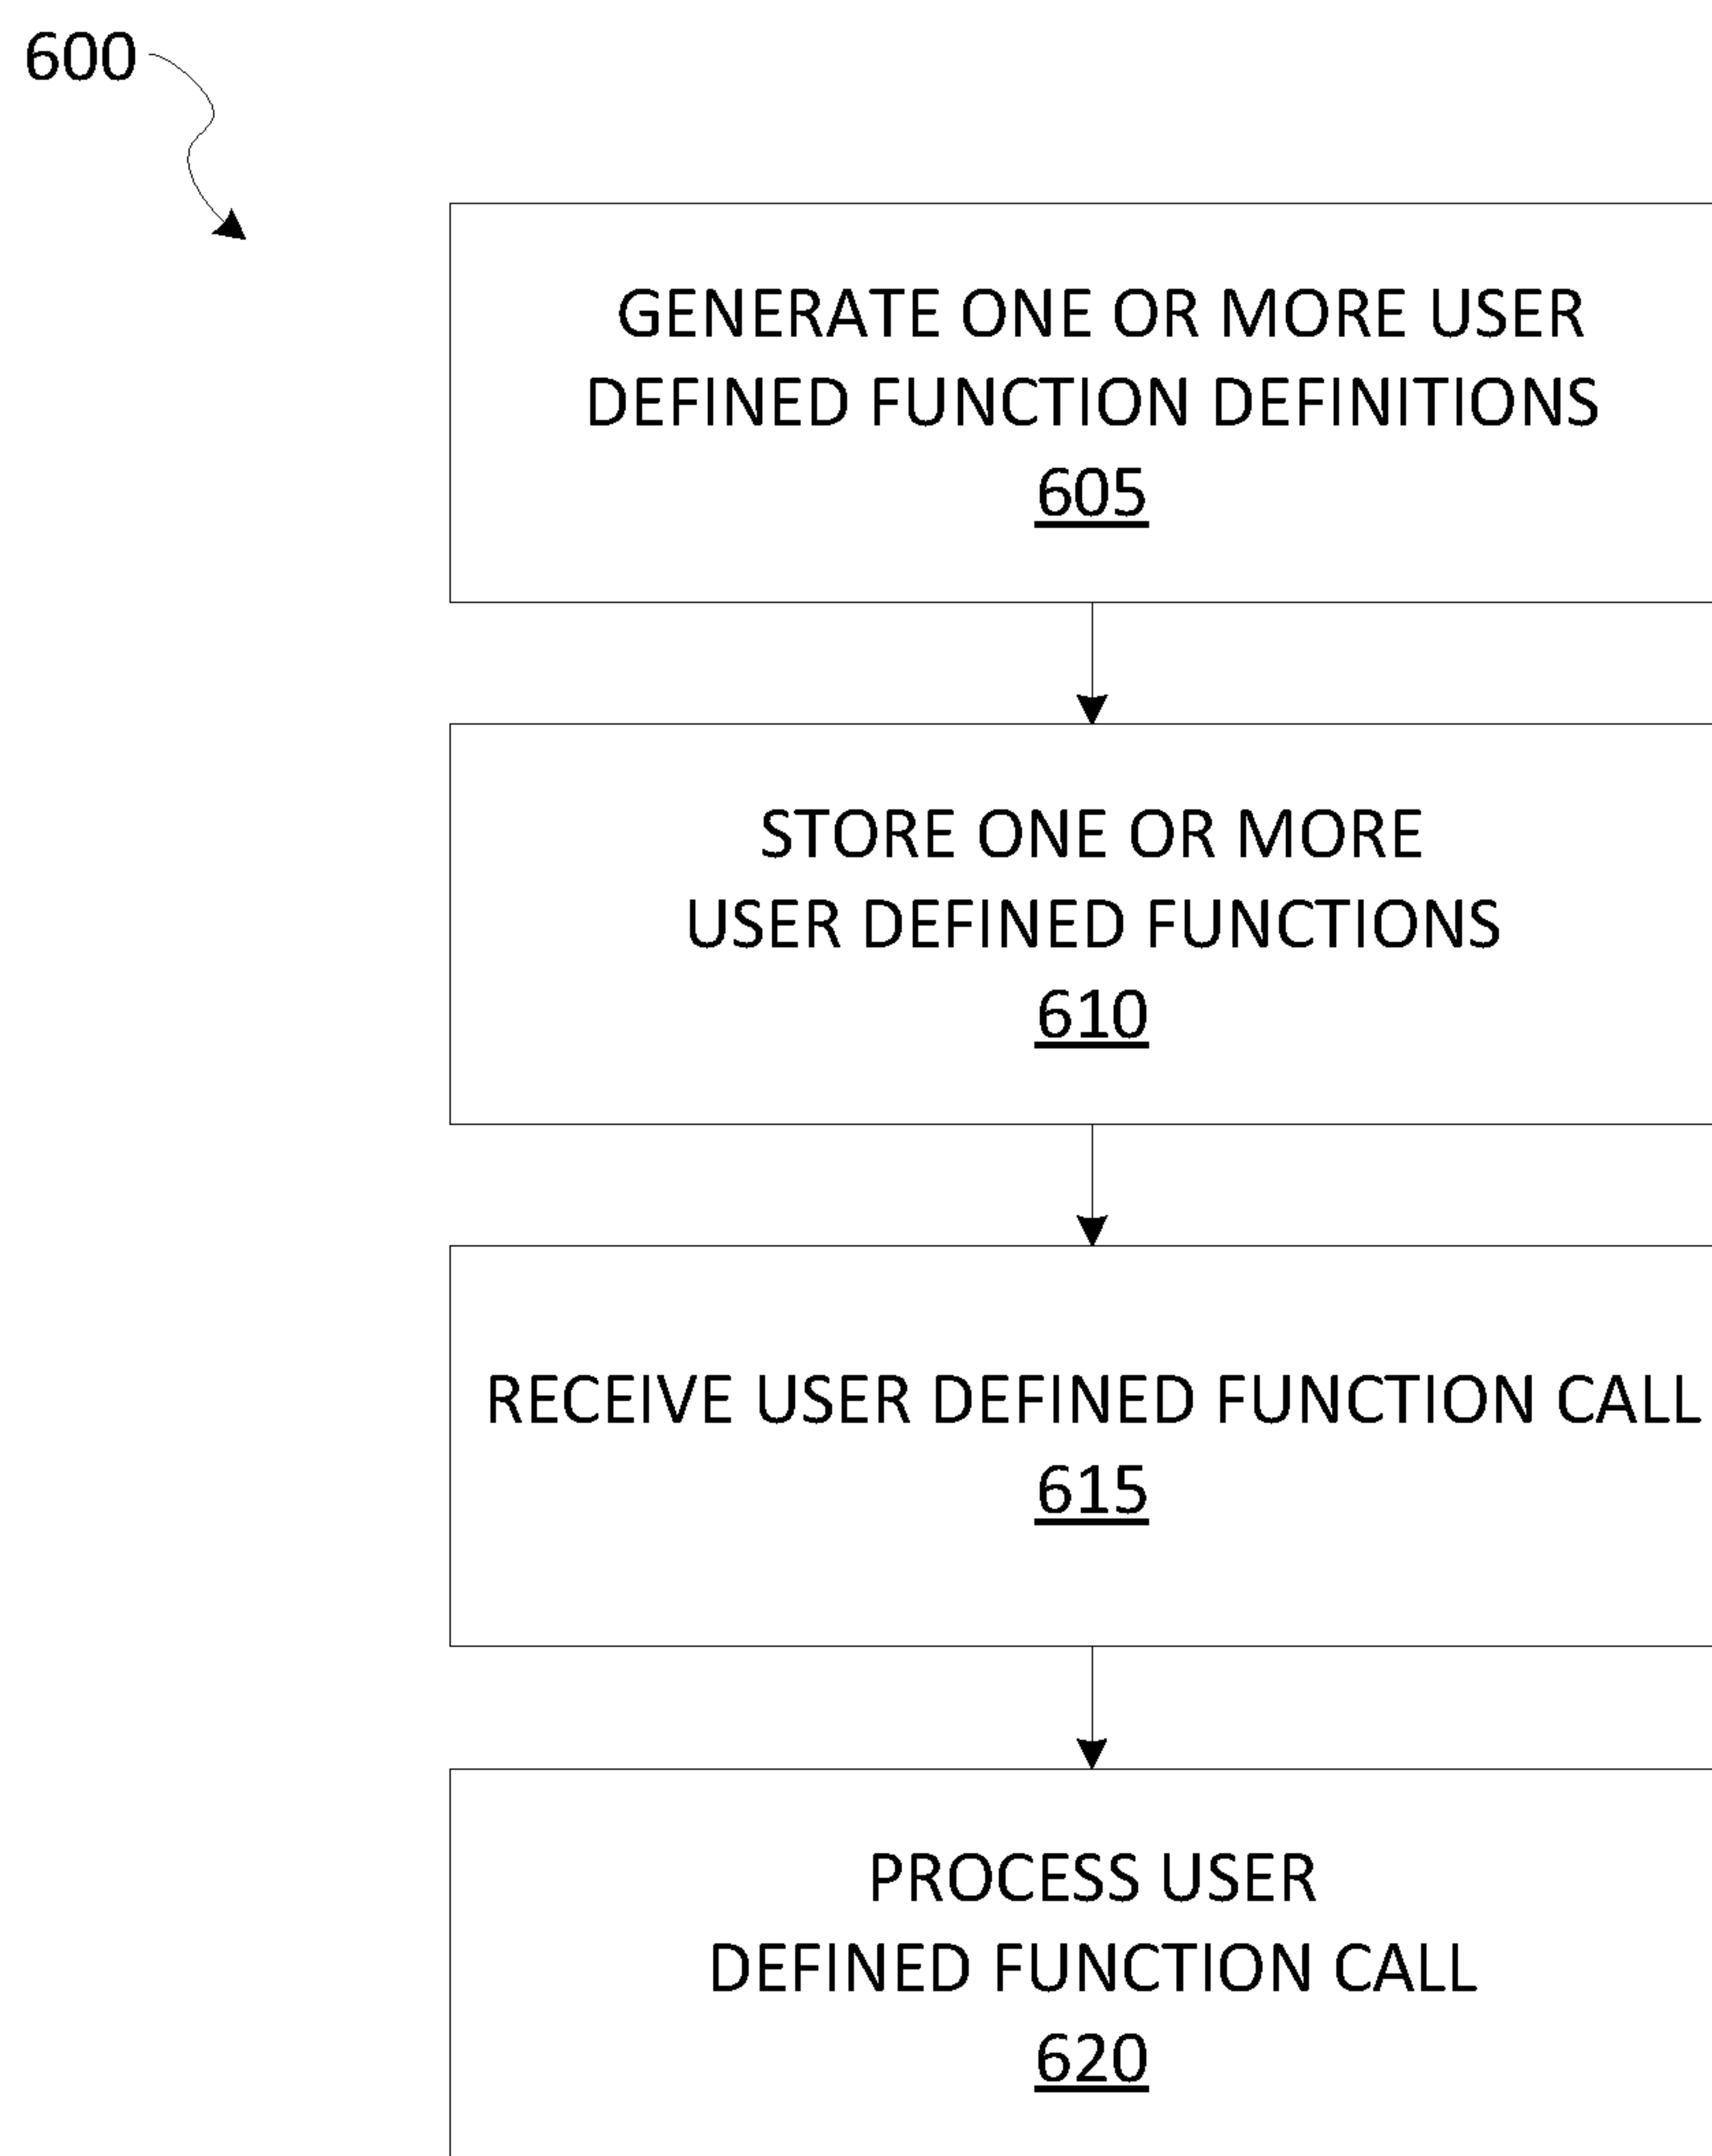 600
GENERATE ONE OR MORE USER
DEFINED FUNCTION DEFINITIONS
605
STORE ONE OR MORE
USER DEFINED FUNCTIONS
610
RECEIVE USER DEFINED FUNCTION CALL
615
PROCESS USER
DEFINED FUNCTION CALL
620